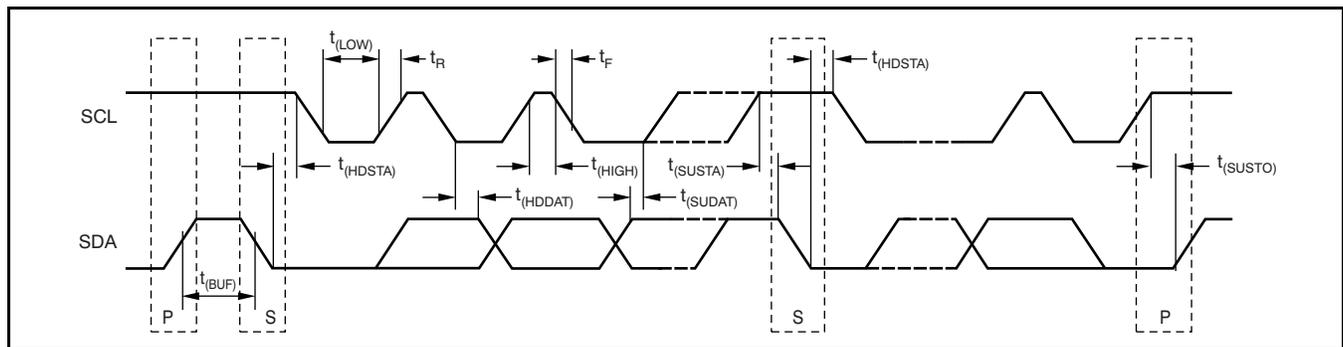 t(LOW)
tR
tF
t(HDSTA)
SCL
t(HDSTA)
t(HIGH)
t(SUSTA)
t(SUSTO)
t(HDDAT)
t(SUDAT)
SDA
t(BUF)
P
S
S
P